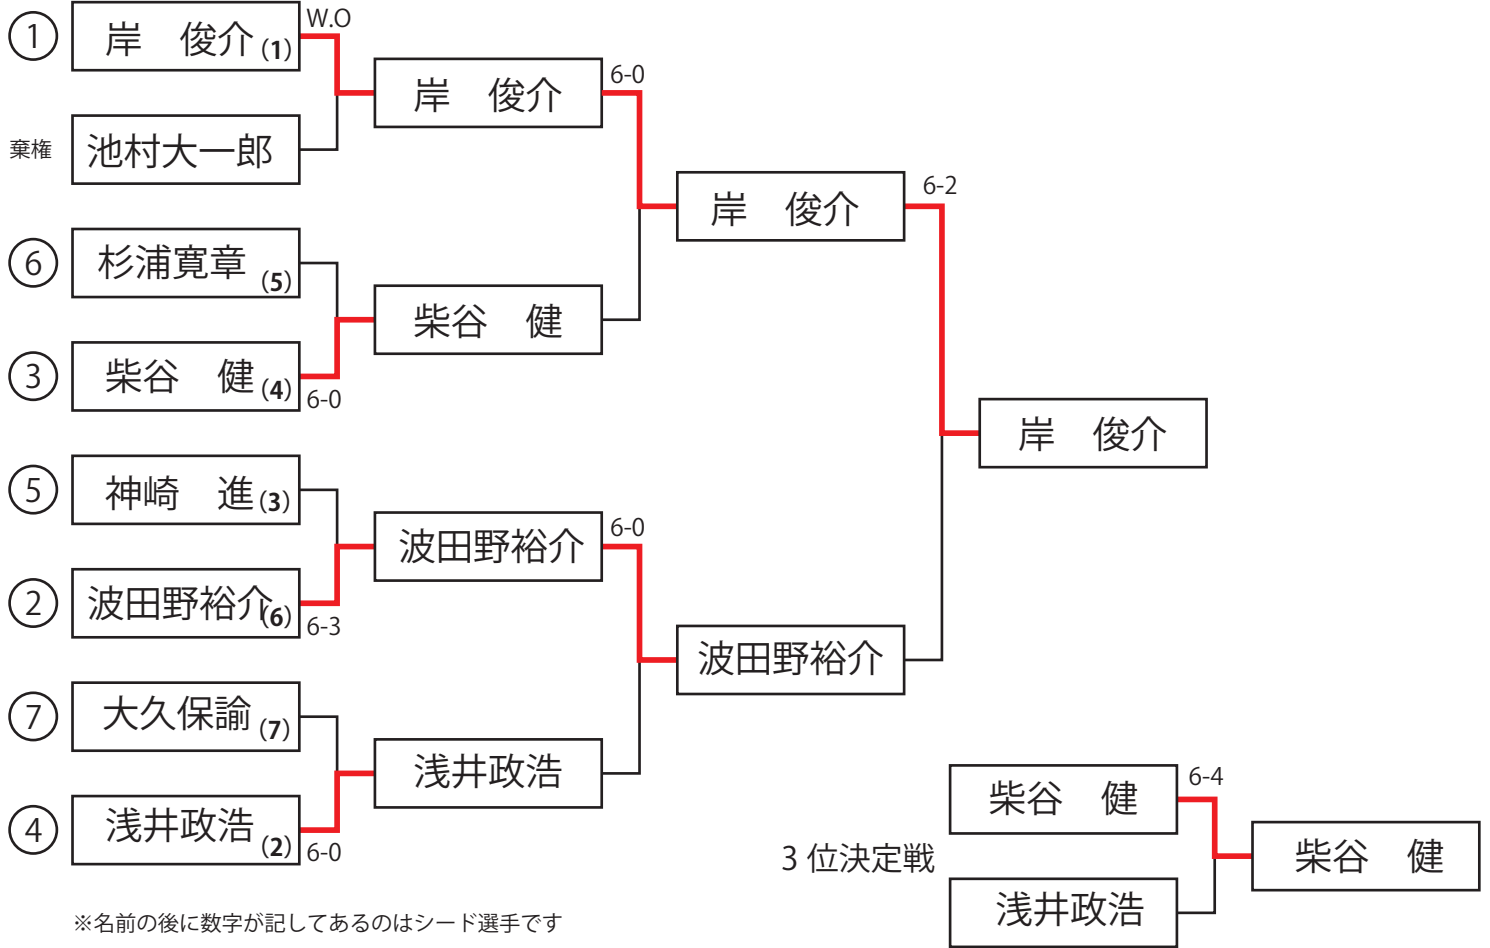 ① 岸　俊介(1) W.O
棄権 池村大一郎
⑥ 杉浦寛章(5)
③ 柴谷　健(4) 6-0
⑤ 神崎　進(3)
② 波田野裕介(6) 6-3
⑦ 大久保諭(7)
④ 浅井政浩(2) 6-0
岸　俊介 6-0
柴谷　健
波田野裕介 6-0
浅井政浩
岸　俊介 6-2
波田野裕介
岸　俊介
3位決定戦
柴谷　健 6-4
浅井政浩
柴谷　健
※名前の後に数字が記してあるのはシード選手です